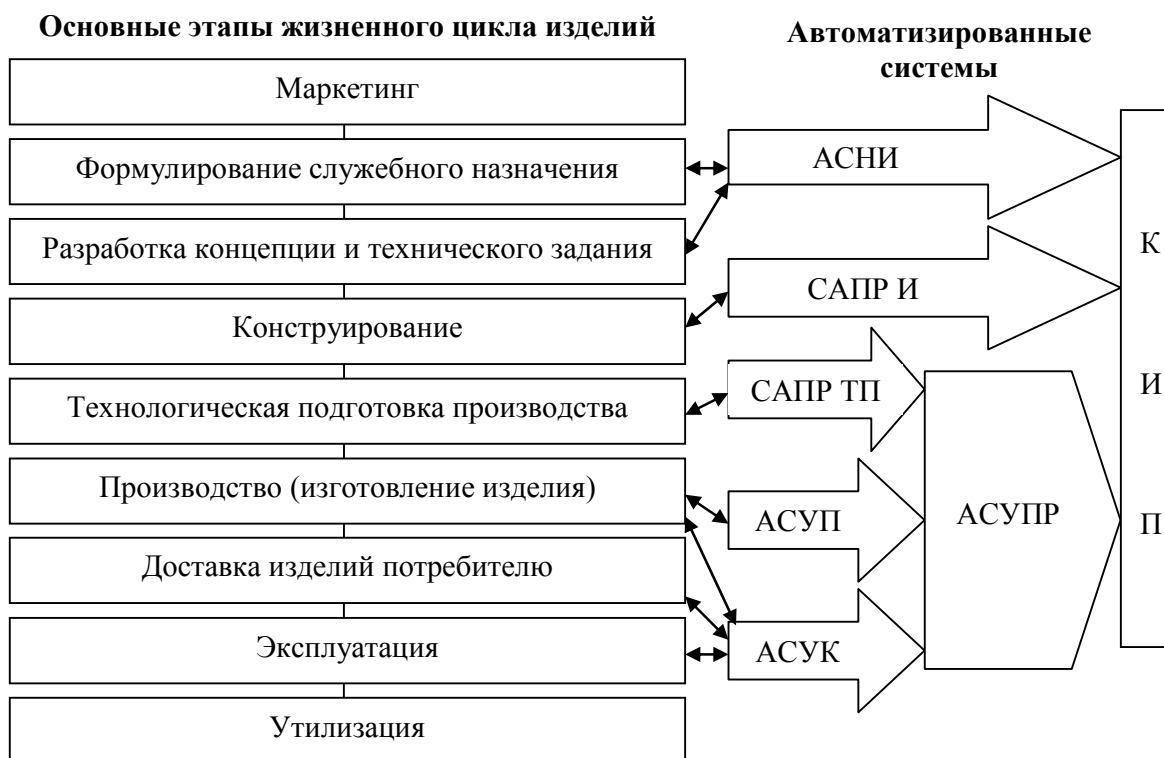 Основные этапы жизненного цикла изделий
Автоматизированные
системы
Маркетинг
Формулирование служебного назначения
Разработка концепции и технического задания
Конструирование
Технологическая подготовка производства
Производство (изготовление изделия)
Доставка изделий потребителю
Эксплуатация
Утилизация
АСНИ
САПР И
САПР ТП
АСУП
АСУК
АСУПР
К
И
П